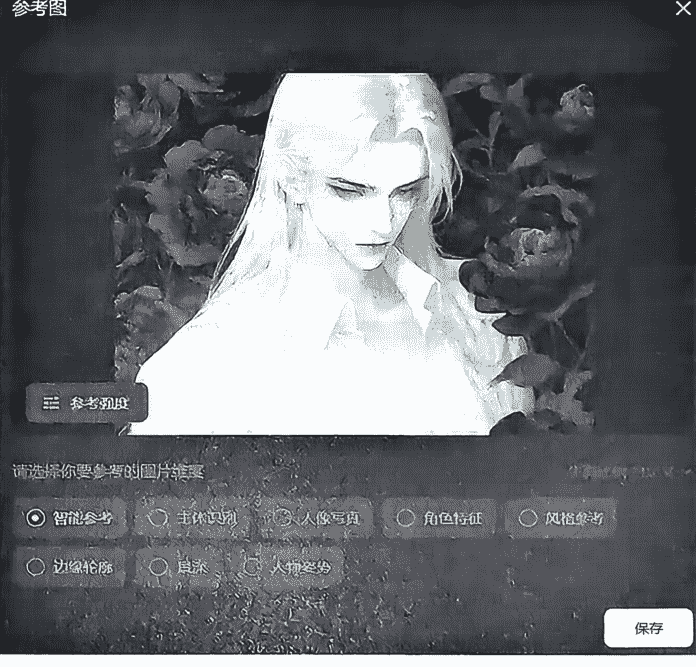 参考图
参考强度
请选择你要参考的图片维度
智能参考 主体识别 人像写真 角色特征 风格参考
边缘轮廓 景深 人物姿势
保存